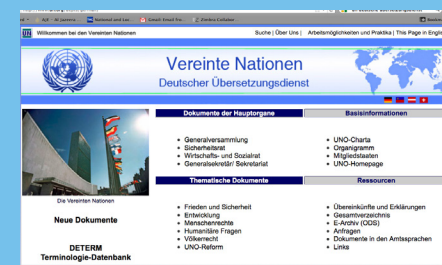 Willkommen bei den Vereinten Nationen
Suche | Über Uns | Arbeitsmöglichkeiten und Praktika | This Page in Englis
Vereinte Nationen
Deutscher Übersetzungsdienst
Dokumente der Hauptorgane
Generalversammlung
Sicherheitsrat
Wirtschafts- und Sozialrat
Generalsekretär/ Sekretariat
Basisinformationen
UNO-Charta
Organigramm
Mitgliedstaaten
UNO-Homepage
Die Vereinten Nationen
Neue Dokumente
DETERM
Terminologie-Datenbank
Thematische Dokumente
Frieden und Sicherheit
Entwicklung
Menschenrechte
Humanitäre Fragen
Völkerrecht
UNO-Reform
Ressourcen
Übereinkünfte und Erklärungen
Gesamtverzeichnis
E-Archiv (ODS)
Anfragen
Dokumente in den Amtssprachen
Links